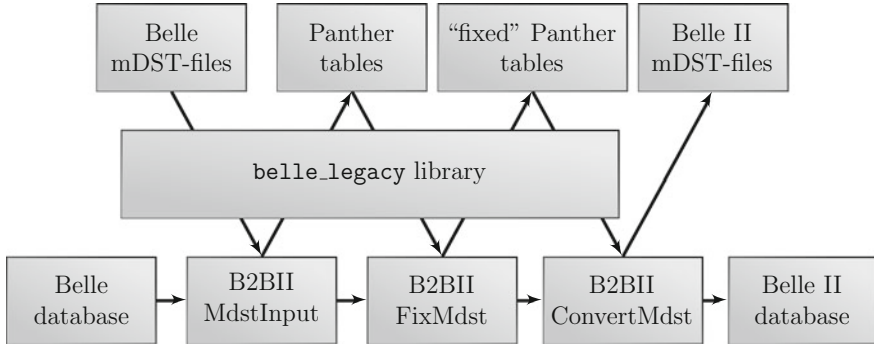 Belle
mDST-files
Panther
tables
“fixed” Panther
tables
Belle II
mDST-files
belle_legacy library
Belle
database
B2BII
MdstInput
B2BII
FixMdst
B2BII
ConvertMdst
Belle II
database